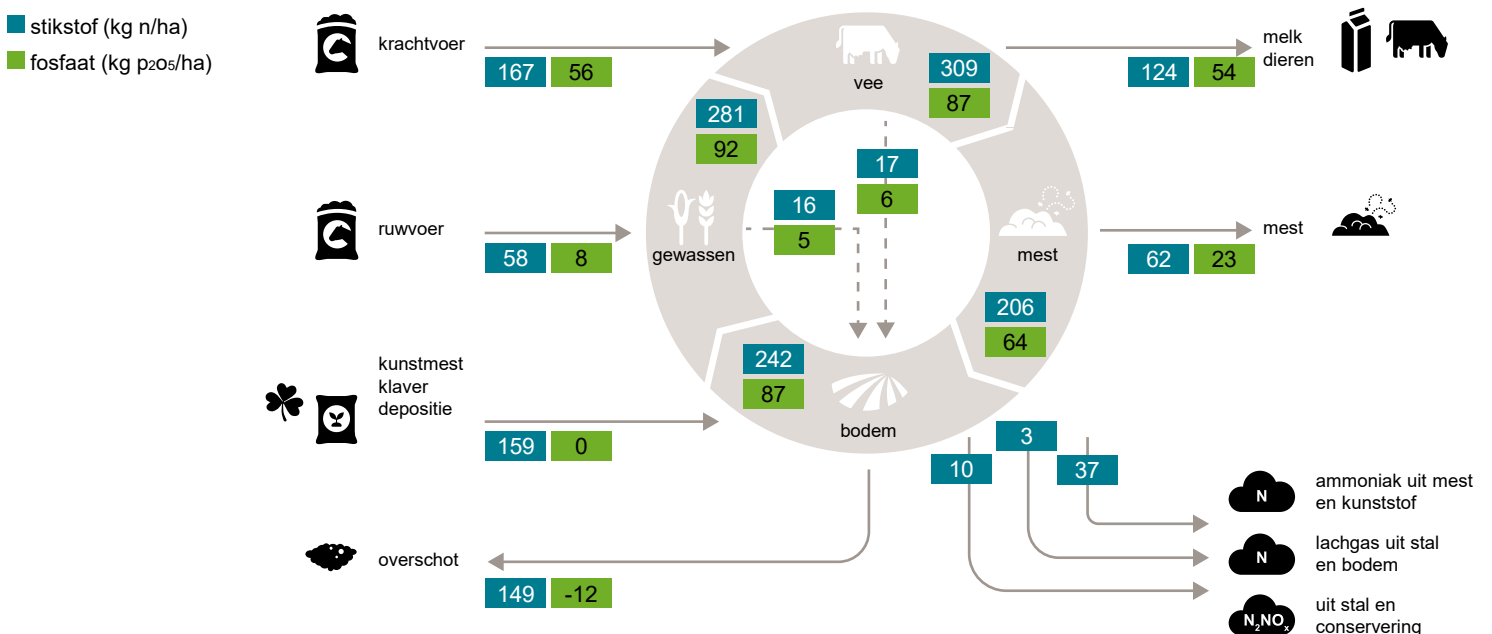 stikstof (kg n/ha)
fosfaat (kg p₂o₅/ha)
krachtvoer
167 56
vee
309
87
melk
dieren
124 54
281
92
17
6
16
5
ruwvoer
58 8
gewassen
mest
mest
62 23
206
64
kunstmest
klaver
depositie
159 0
242
87
bodem
10
3
37
N
ammoniak uit mest
en kunststof
N
lachgas uit stal
en bodem
N₂NOₓ
uit stal en
conservering
overschot
149 -12